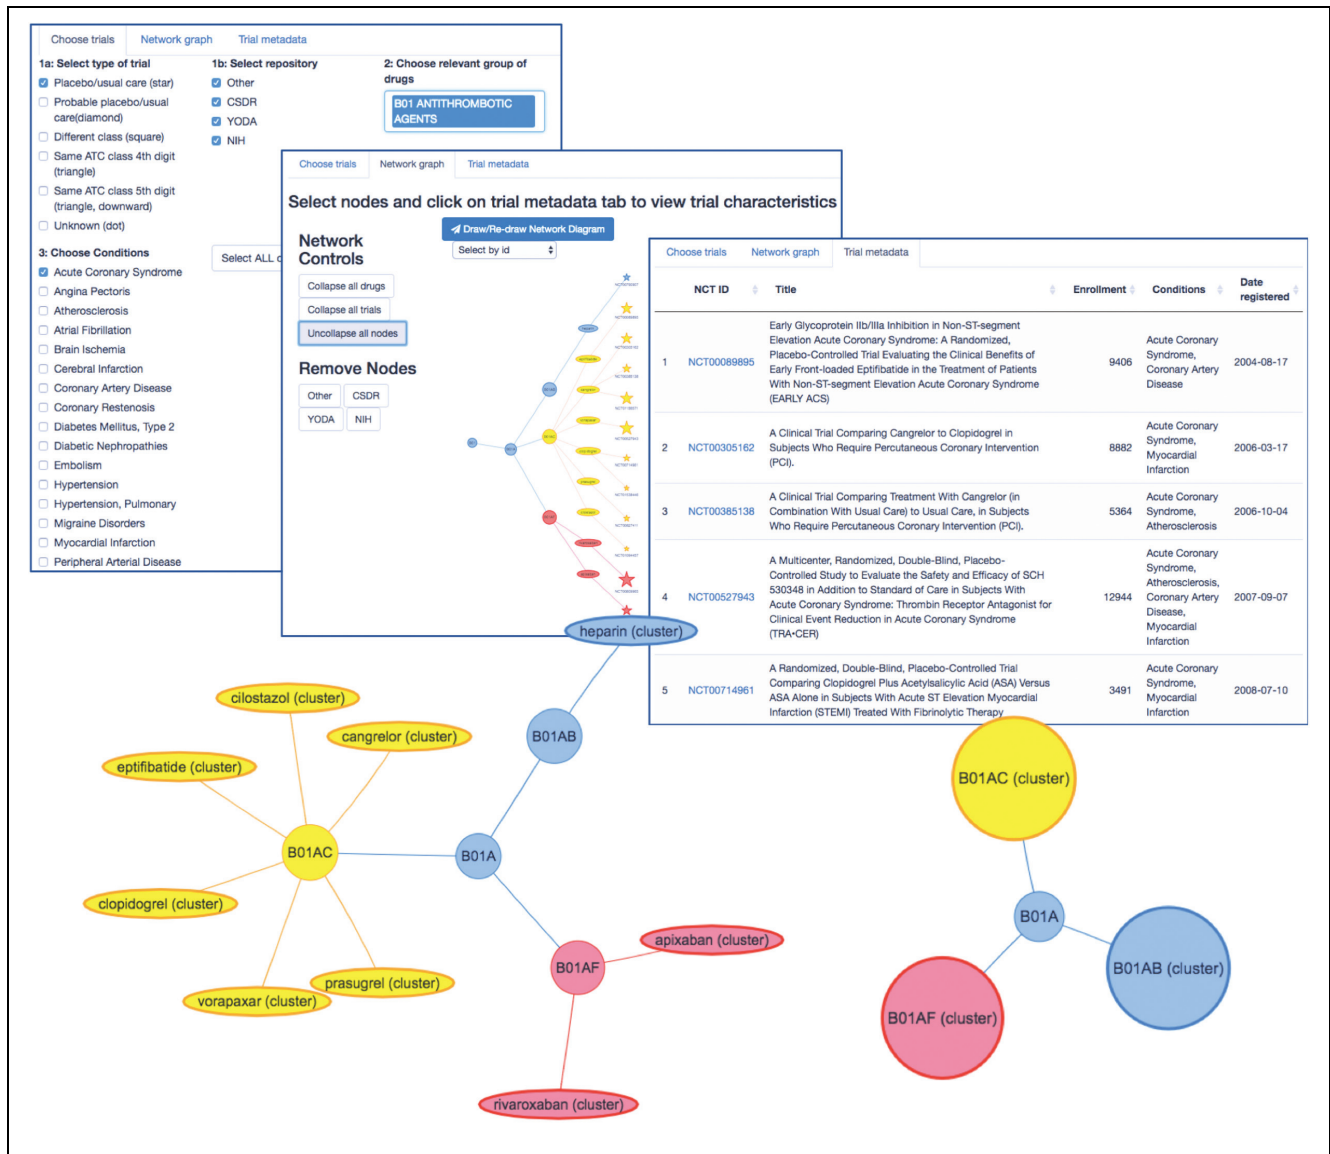 Choose trials
Network graph
Trial metadata
1a: Select type of trial
Placebo/usual care (star)
Probable placebo/usual
care(diamond)
Different class (square)
Same ATC class 4th digit
(triangle)
Same ATC class 5th digit
(triangle, downward)
Unknown (dot)
1b: Select repository
Other
CSDR
YODA
NIH
2: Choose relevant group of
drugs
B01 ANTITHROMBOTIC
AGENTS
3: Choose Conditions
Acute Coronary Syndrome
Angina Pectoris
Atherosclerosis
Atrial Fibrillation
Brain Ischemia
Cerebral Infarction
Coronary Artery Disease
Coronary Restenosis
Diabetes Mellitus, Type 2
Diabetic Nephropathies
Embolism
Hypertension
Hypertension, Pulmonary
Migraine Disorders
Myocardial Infarction
Peripheral Arterial Disease
Select ALL
Choose trials
Network graph
Trial metadata
Select nodes and click on trial metadata tab to view trial characteristics
Network
Controls
Collapse all drugs
Collapse all trials
Uncollapse all nodes
Remove Nodes
Other
CSDR
YODA
NIH
Draw/Re-draw Network Diagram
Select by id
Choose trials
Network graph
Trial metadata
NCT ID
Title
Enrollment
Conditions
Date
registered
1
NCT00089895
Early Glycoprotein IIb/IIIa Inhibition in Non-ST-segment
Elevation Acute Coronary Syndrome: A Randomized,
Placebo-Controlled Trial Evaluating the Clinical Benefits of
Early Front-loaded Eptifibatide in the Treatment of Patients
With Non-ST-segment Elevation Acute Coronary Syndrome
(EARLY ACS)
9406
Acute Coronary
Syndrome,
Coronary Artery
Disease
2004-08-17
2
NCT00305162
A Clinical Trial Comparing Cangrelor to Clopidogrel in
Subjects Who Require Percutaneous Coronary Intervention
(PCI).
8882
Acute Coronary
Syndrome,
Myocardial
Infarction
2006-03-17
3
NCT00385138
A Clinical Trial Comparing Treatment With Cangrelor (in
Combination With Usual Care) to Usual Care, in Subjects
Who Require Percutaneous Coronary Intervention (PCI).
5364
Acute Coronary
Syndrome,
Atherosclerosis
2006-10-04
4
NCT00527943
A Multicenter, Randomized, Double-Blind, Placebo-
Controlled Study to Evaluate the Safety and Efficacy of SCH
530348 in Addition to Standard of Care in Subjects With
Acute Coronary Syndrome: Thrombin Receptor Antagonist for
Clinical Event Reduction in Acute Coronary Syndrome
(TRA•CER)
12944
Acute Coronary
Syndrome,
Atherosclerosis,
Coronary Artery
Disease,
Myocardial
Infarction
2007-09-07
5
NCT00714961
A Randomized, Double-Blind, Placebo-Controlled Trial
Comparing Clopidogrel Plus Acetylsalicylic Acid (ASA) Versus
ASA Alone in Subjects With Acute ST Elevation Myocardial
Infarction (STEMI) Treated With Fibrinolytic Therapy
3491
Acute Coronary
Syndrome,
Myocardial
Infarction
2008-07-10
heparin (cluster)
cilostazol (cluster)
cangrelor (cluster)
eptifibatide (cluster)
B01AB
B01AC
B01A
clopidogrel (cluster)
vorapaxar (cluster)
prasugrel (cluster)
B01AF
apixaban (cluster)
rivaroxaban (cluster)
B01AC (cluster)
B01A
B01AB (cluster)
B01AF (cluster)